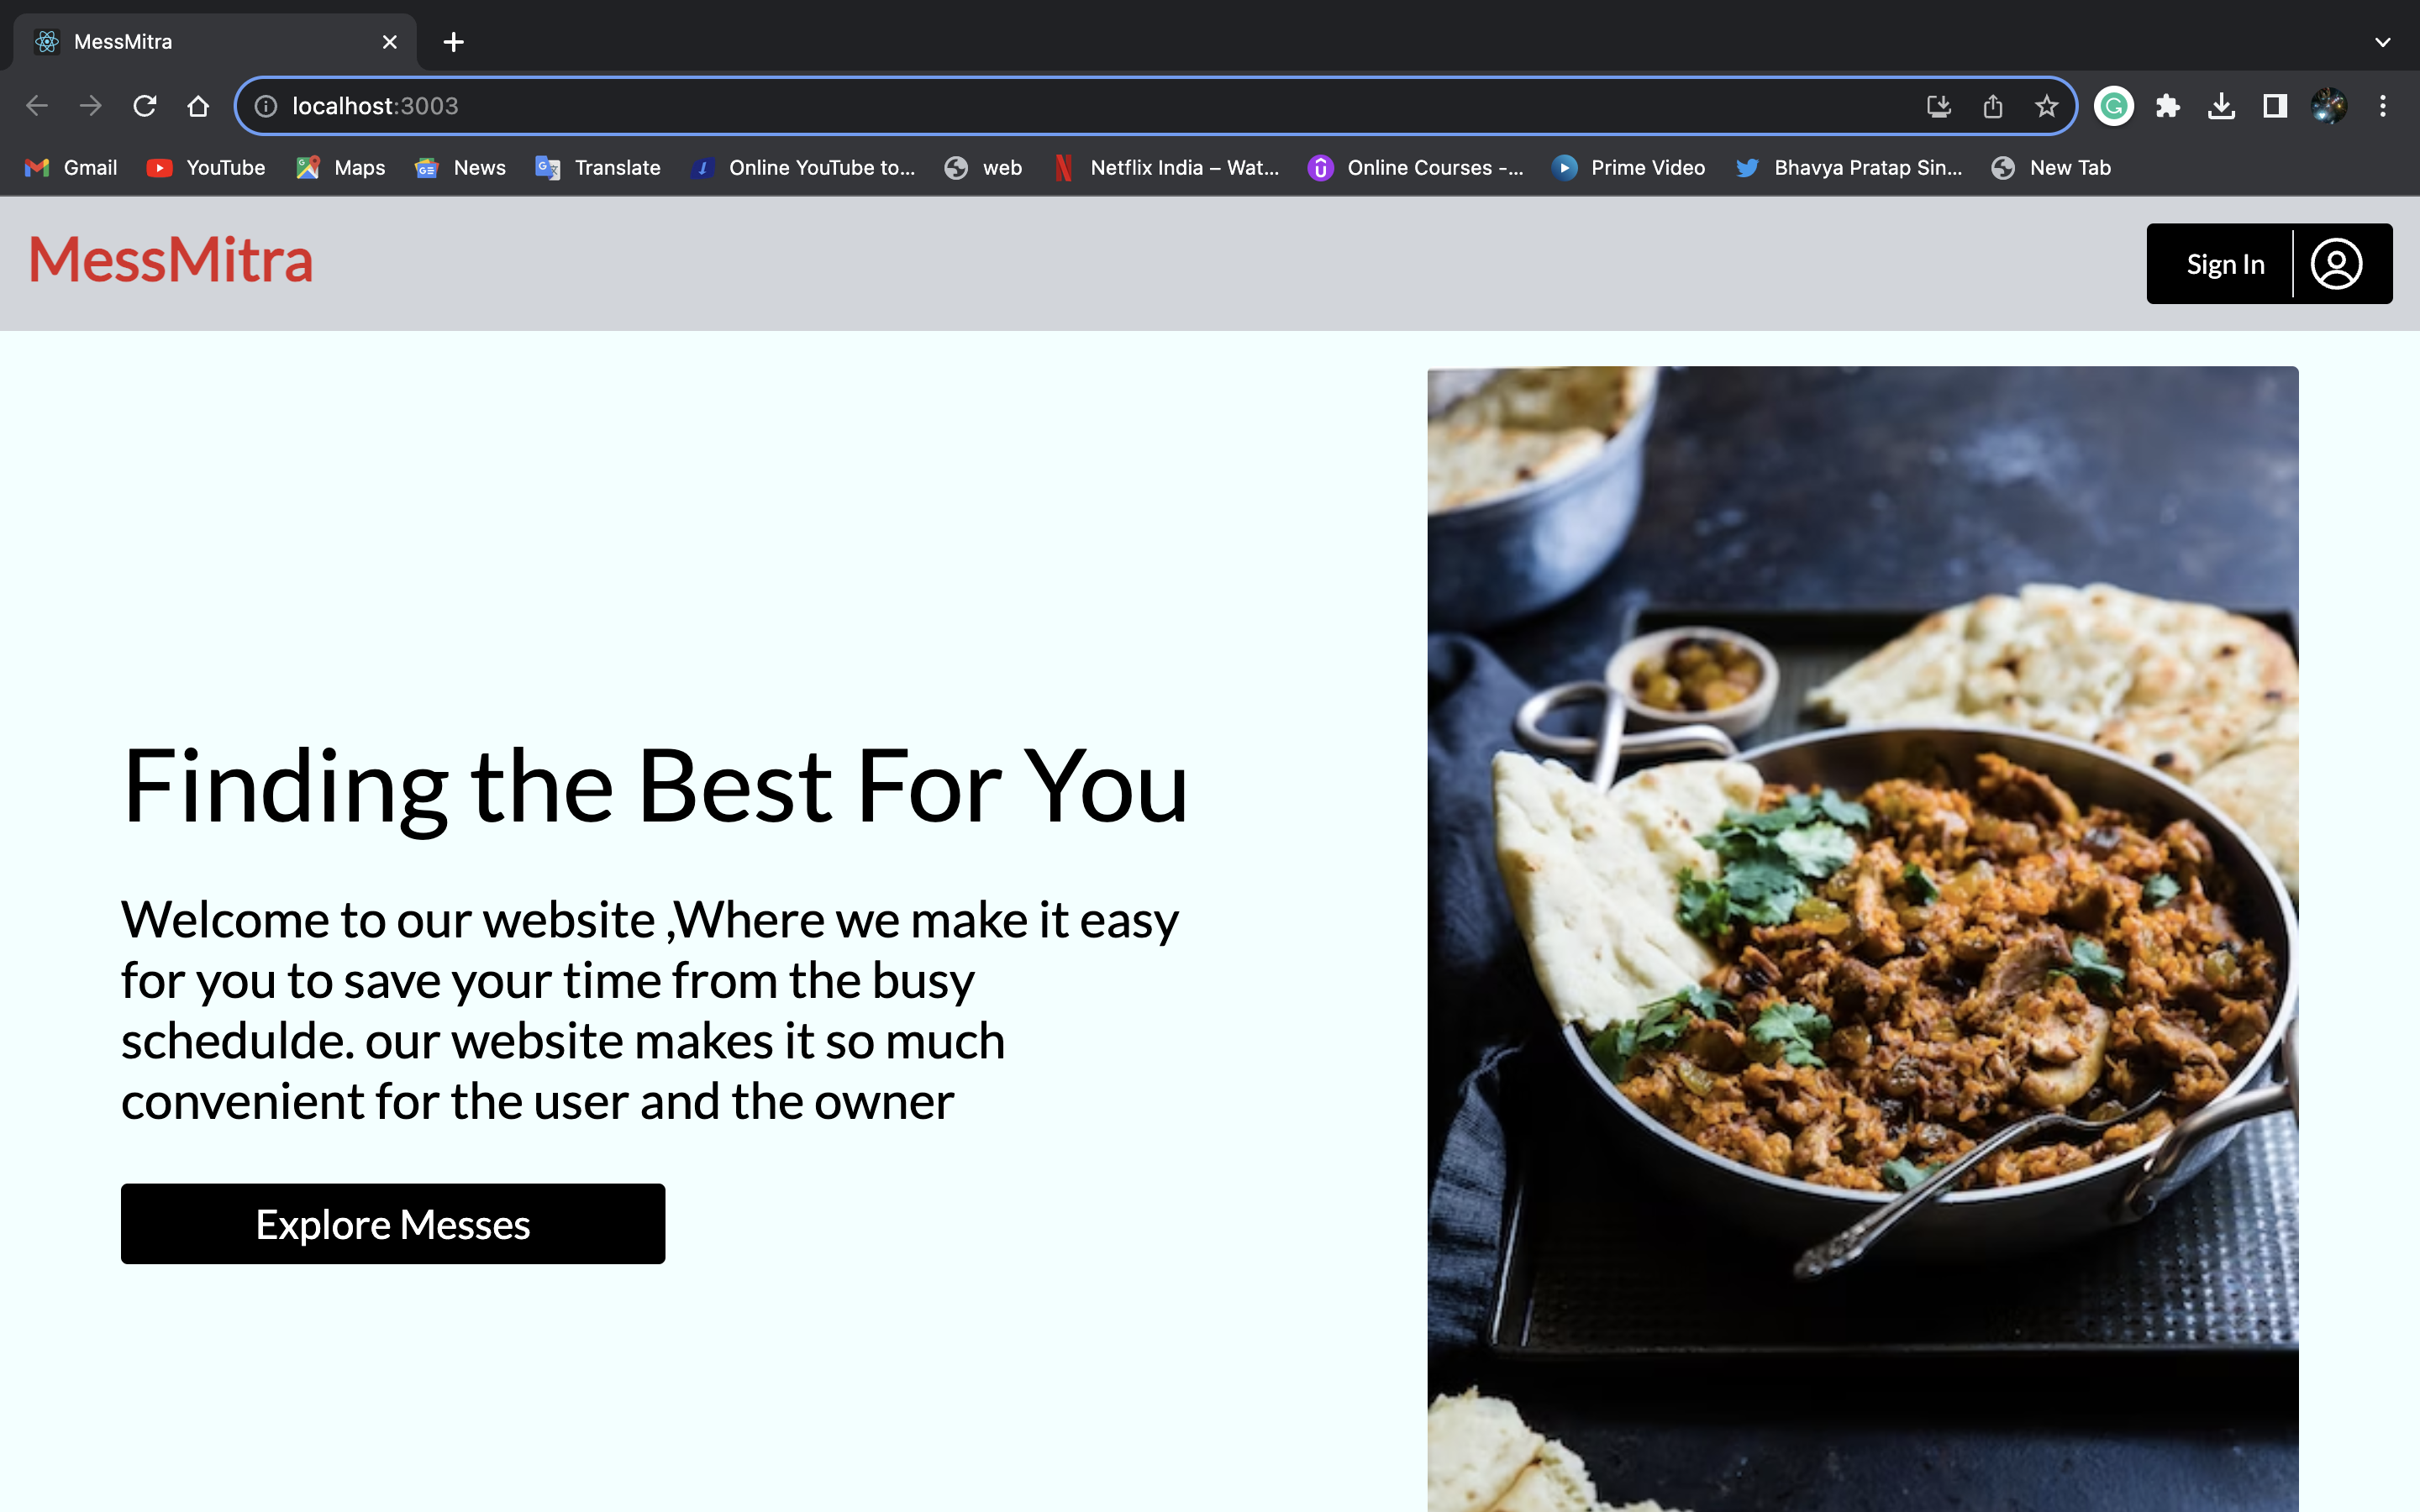 MessMitra
localhost:3003
Gmail YouTube Maps News Translate Online YouTube to... web Netflix India – Wat... Online Courses -... Prime Video Bhavya Pratap Sin... New Tab
MessMitra
Sign In
Finding the Best For You
Welcome to our website ,Where we make it easy
for you to save your time from the busy
schedulde. our website makes it so much
convenient for the user and the owner
Explore Messes